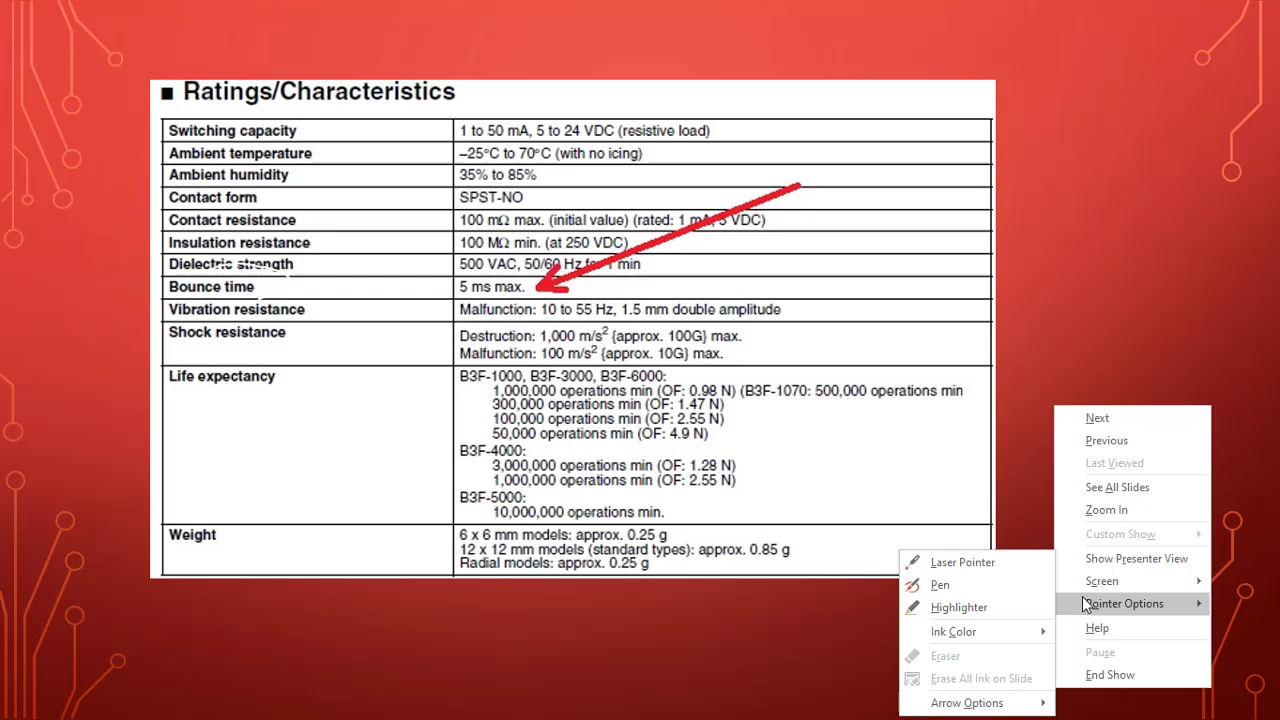 ■ Ratings/Characteristics
Switching capacity 1 to 50 mA, 5 to 24 VDC (resistive load)
Ambient temperature –25°C to 70°C (with no icing)
Ambient humidity 35% to 85%
Contact form SPST-NO
Contact resistance 100 mΩ max. (initial value) (rated: 1 mA, 5 VDC)
Insulation resistance 100 MΩ min. (at 250 VDC)
Dielectric strength 500 VAC, 50/60 Hz for 1 min
Bounce time 5 ms max.
Vibration resistance Malfunction: 10 to 55 Hz, 1.5 mm double amplitude
Shock resistance Destruction: 1,000 m/s² {approx. 100G} max.
Malfunction: 100 m/s² {approx. 10G} max.
Life expectancy B3F-1000, B3F-3000, B3F-6000:
1,000,000 operations min (OF: 0.98 N) (B3F-1070: 500,000 operations min
300,000 operations min (OF: 1.47 N)
100,000 operations min (OF: 2.55 N)
50,000 operations min (OF: 4.9 N)
B3F-4000:
3,000,000 operations min (OF: 1.28 N)
1,000,000 operations min (OF: 2.55 N)
B3F-5000:
10,000,000 operations min.
Weight 6 x 6 mm models: approx. 0.25 g
12 x 12 mm models (standard types): approx. 0.85 g
Radial models: approx. 0.25 g
Next
Previous
Last Viewed
See All Slides
Zoom In
Custom Show
Show Presenter View
Screen
Pointer Options
Help
Pause
End Show
Laser Pointer
Pen
Highlighter
Ink Color
Eraser
Erase All Ink on Slide
Arrow Options